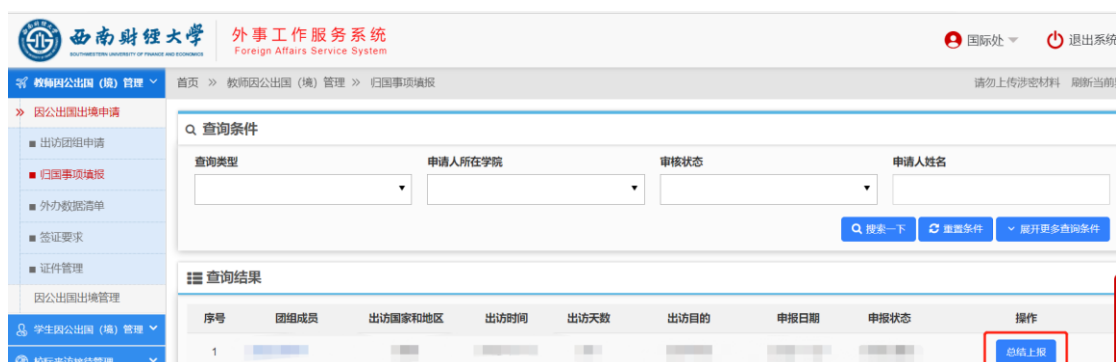 西南财经大学
SOUTHWESTERN UNIVERSITY OF FINANCE AND ECONOMICS
外事工作服务系统
Foreign Affairs Service System
国际处
退出系统
教师因公出国（境）管理
首页 » 教师因公出国（境）管理 » 归国事项填报
请勿上传涉密材料 刷新当前
因公出国出境申请
出访团组申请
归国事项填报
外办数据清单
签证要求
证件管理
因公出国出境管理
学生因公出国（境）管理
查询条件
查询类型 申请人所在学院 审核状态 申请人姓名
搜索一下 重置条件 展开更多查询条件
查询结果
序号 团组成员 出访国家和地区 出访时间 出访天数 出访目的 申报日期 申报状态 操作
1 总结上报